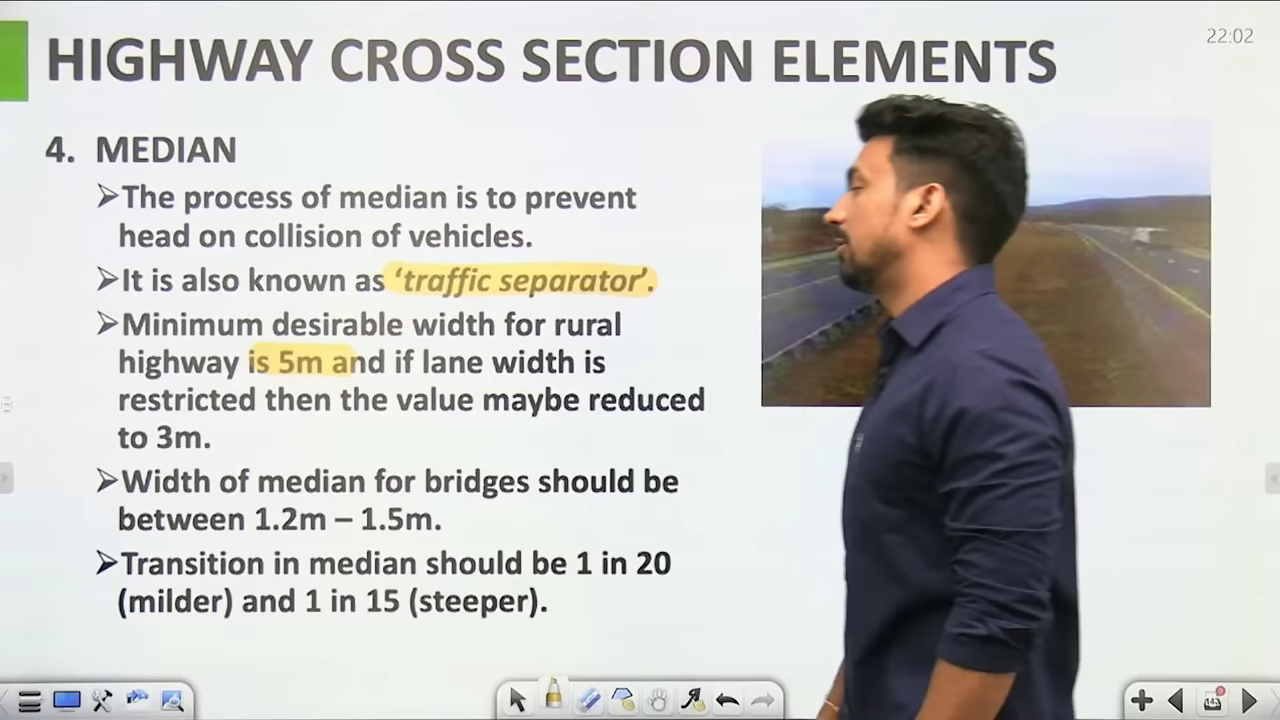 22:02
HIGHWAY CROSS SECTION ELEMENTS
4. MEDIAN
➢The process of median is to prevent
head on collision of vehicles.
➢It is also known as ‘traffic separator’.
➢Minimum desirable width for rural
highway is 5m and if lane width is
restricted then the value maybe reduced
to 3m.
➢Width of median for bridges should be
between 1.2m – 1.5m.
➢Transition in median should be 1 in 20
(milder) and 1 in 15 (steeper).